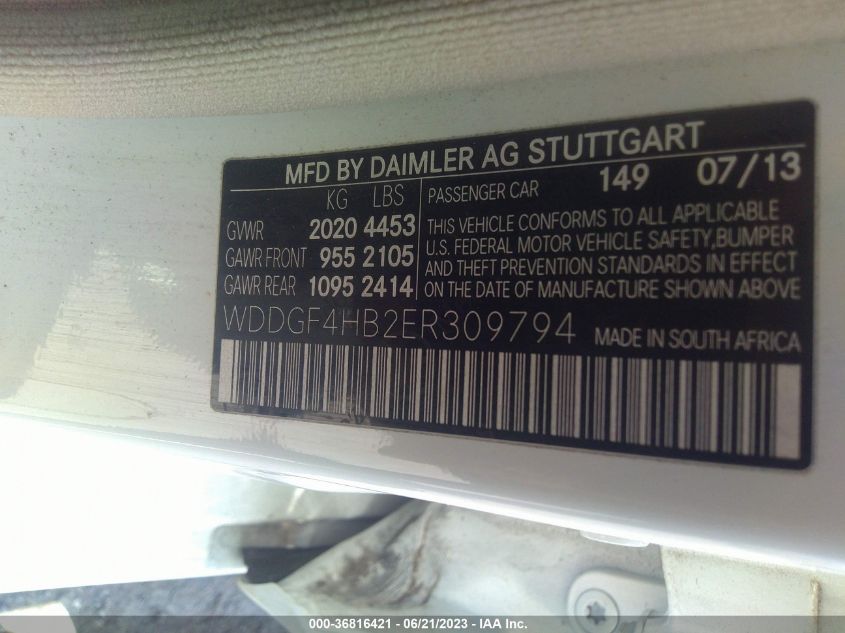 MFD BY DAIMLER AG STUTTGART
KG LBS
GVWR 2020 4453
GAWR FRONT 955 2105
GAWR REAR 1095 2414
PASSENGER CAR 149 07/13
THIS VEHICLE CONFORMS TO ALL APPLICABLE
U.S. FEDERAL MOTOR VEHICLE SAFETY,BUMPER
AND THEFT PREVENTION STANDARDS IN EFFECT
ON THE DATE OF MANUFACTURE SHOWN ABOVE
WDDGF4HB2ER309794 MADE IN SOUTH AFRICA
000-36816421 - 06/21/2023 - IAA Inc.